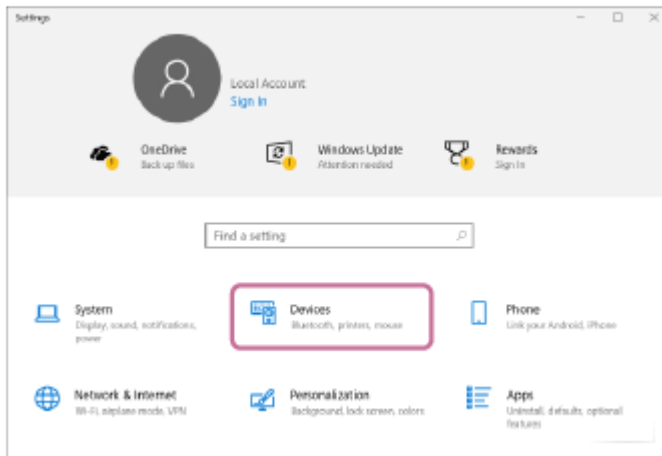 Settings
Local Account
Sign In
OneDrive
Back up files
Windows Update
Attention needed
Rewards
Sign In
Find a setting
System
Display, sound, notifications,
power
Devices
Bluetooth, printers, mouse
Phone
Link your Android, iPhone
Network & Internet
Wi-Fi, airplane mode, VPN
Personalization
Background, lock screen, colors
Apps
Uninstall, defaults, optional
features